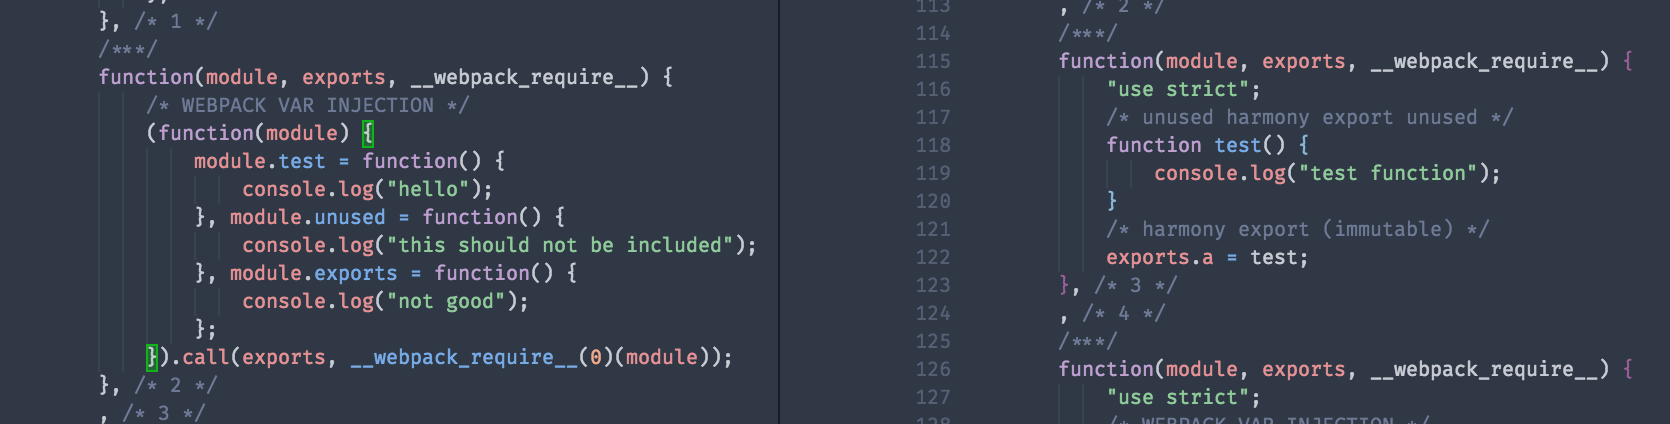 }, /* 1 */
/***/
function(module, exports, __webpack_require__) {
/* WEBPACK VAR INJECTION */
(function(module) {
module.test = function() {
console.log("hello");
}, module.unused = function() {
console.log("this should not be included");
}, module.exports = function() {
console.log("not good");
};
}).call(exports, __webpack_require__(0)(module));
}, /* 2 */
, /* 3 */
113 , /* 2 */
114 /***/
115 function(module, exports, __webpack_require__) {
116 "use strict";
117 /* unused harmony export unused */
118 function test() {
119 console.log("test function");
120 }
121 /* harmony export (immutable) */
122 exports.a = test;
123 }, /* 3 */
124 , /* 4 */
125 /***/
126 function(module, exports, __webpack_require__) {
127 "use strict";
128 /* WEBPACK VAR INJECTION */